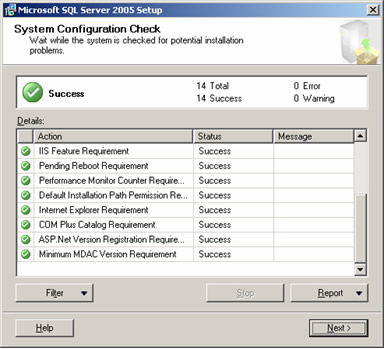 Microsoft SQL Server 2005 Setup
System Configuration Check
Wait while the system is checked for potential installation
problems.
Success
14 Total
0 Error
14 Success
0 Warning
Details:
Action Status Message
IIS Feature Requirement Success
Pending Reboot Requirement Success
Performance Monitor Counter Require... Success
Default Installation Path Permission Re... Success
Internet Explorer Requirement Success
COM Plus Catalog Requirement Success
ASP.Net Version Registration Require... Success
Minimum MDAC Version Requirement Success
Filter Stop Report
Help Next >